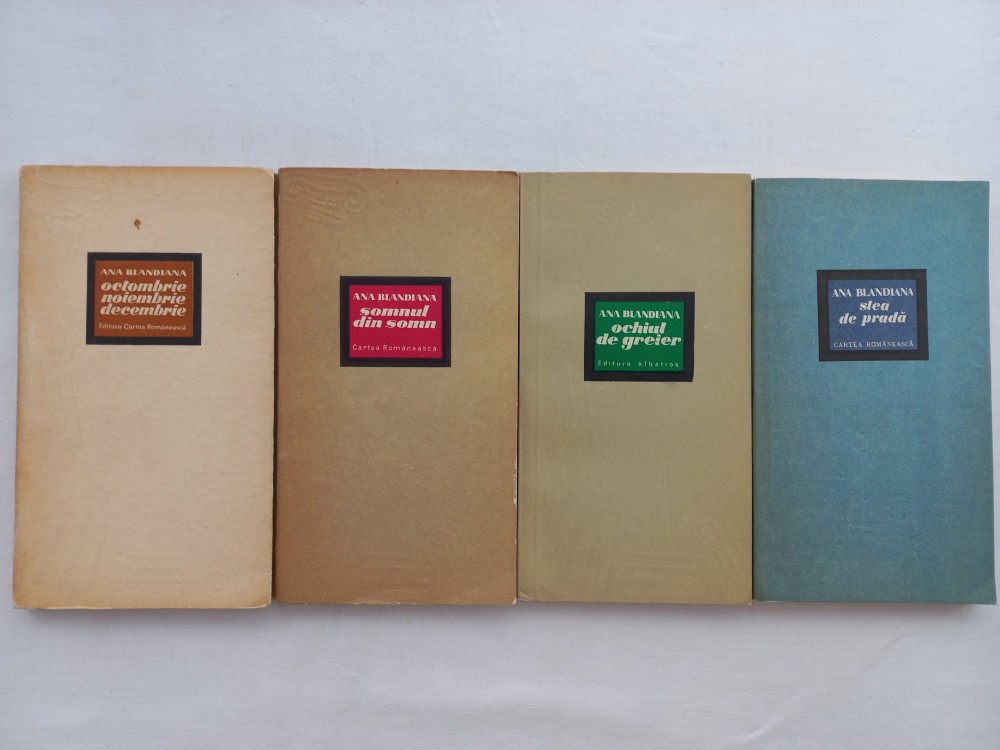 ANA BLANDIANA
octombrie
noiembrie
decembrie
Editura Cartea Românească
ANA BLANDIANA
somnul
din somn
Cartea Românească
ANA BLANDIANA
ochiul
de greier
Editura albatros
ANA BLANDIANA
stea
de pradă
CARTEA ROMÂNEASCĂ